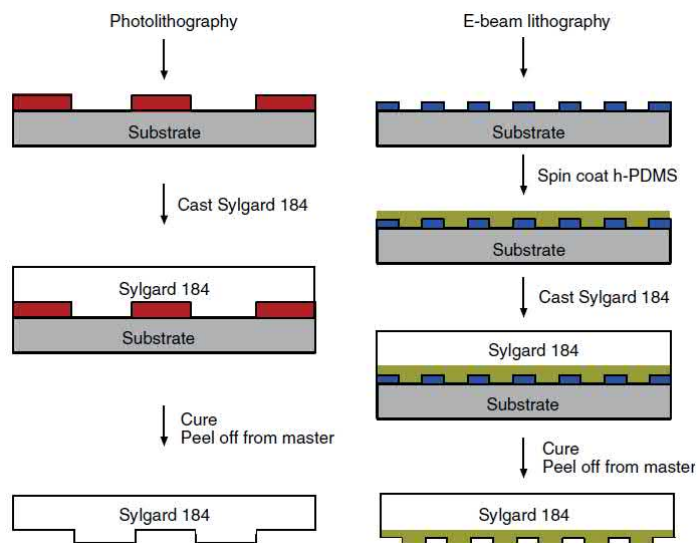 Photolithography
Substrate
Cast Sylgard 184
Sylgard 184
Substrate
Cure
Peel off from master
Sylgard 184
E-beam lithography
Substrate
Spin coat h-PDMS
Substrate
Cast Sylgard 184
Sylgard 184
Substrate
Cure
Peel off from master
Sylgard 184